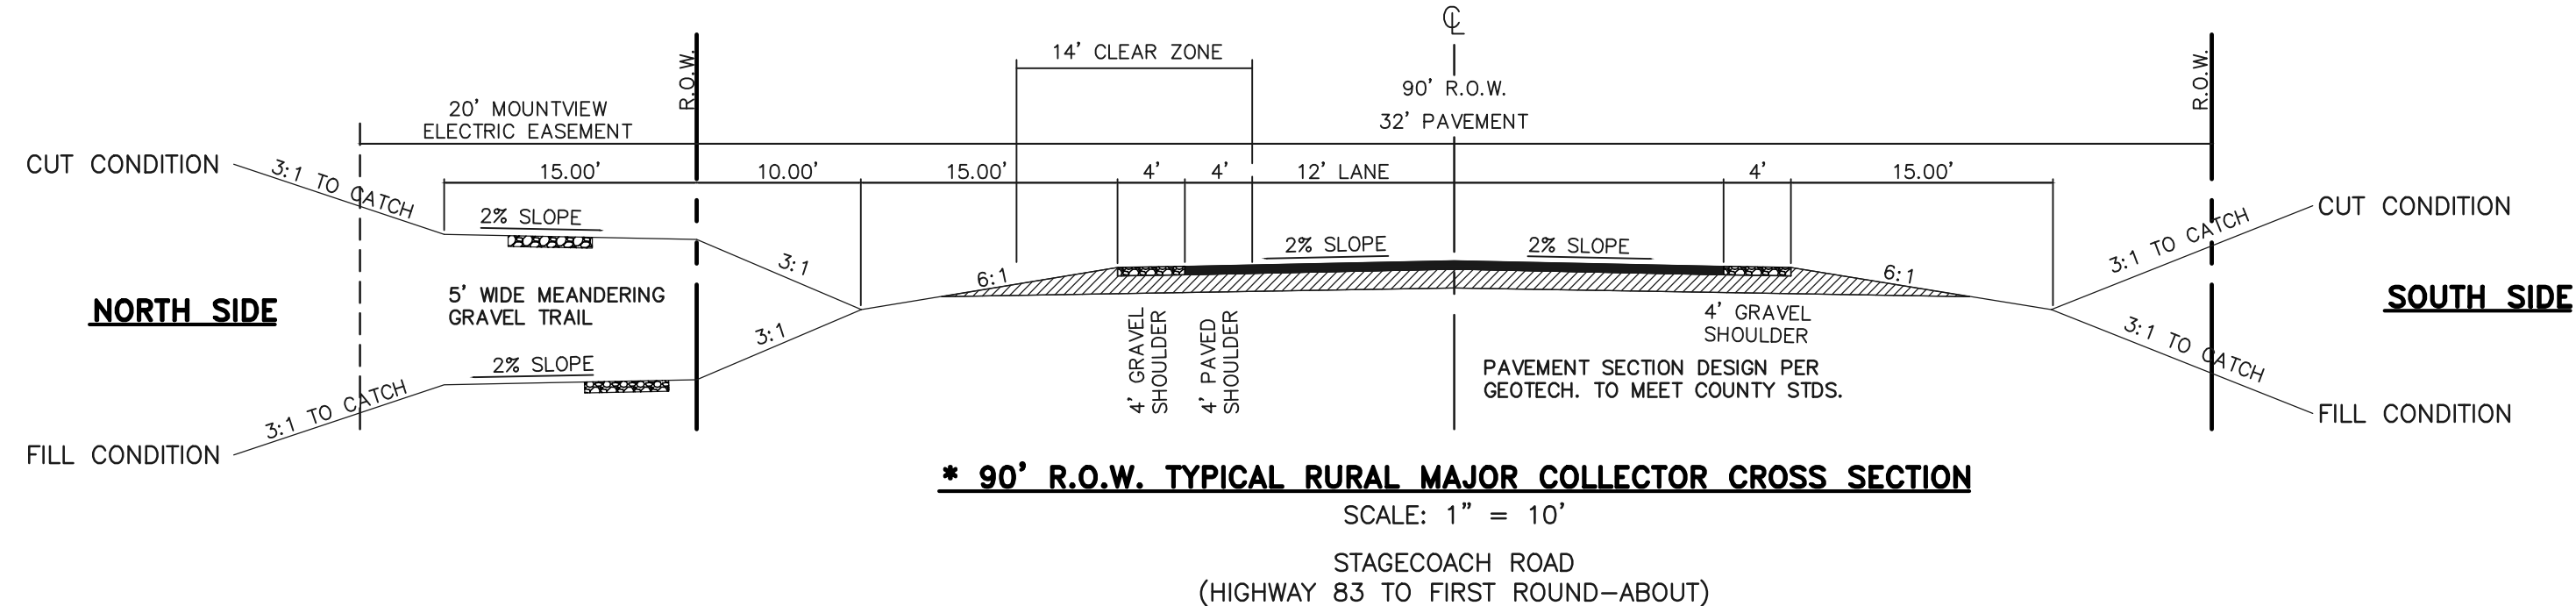 ℄
14' CLEAR ZONE
R.O.W.
R.O.W.
90' R.O.W.
20' MOUNTVIEW
ELECTRIC EASEMENT
32' PAVEMENT
CUT CONDITION
3:1 TO CATCH
15.00'
10.00'
15.00'
4'
4'
12' LANE
4'
15.00'
CUT CONDITION
3:1 TO CATCH
2% SLOPE
3:1
6:1
2% SLOPE
2% SLOPE
6:1
NORTH SIDE
5' WIDE MEANDERING
GRAVEL TRAIL
3:1
SOUTH SIDE
4' GRAVEL
SHOULDER
4' PAVED
SHOULDER
4' GRAVEL
SHOULDER
3:1 TO CATCH
2% SLOPE
PAVEMENT SECTION DESIGN PER
GEOTECH. TO MEET COUNTY STDS.
3:1 TO CATCH
FILL CONDITION
FILL CONDITION
* 90' R.O.W. TYPICAL RURAL MAJOR COLLECTOR CROSS SECTION
SCALE: 1" = 10'
STAGECOACH ROAD
(HIGHWAY 83 TO FIRST ROUND-ABOUT)